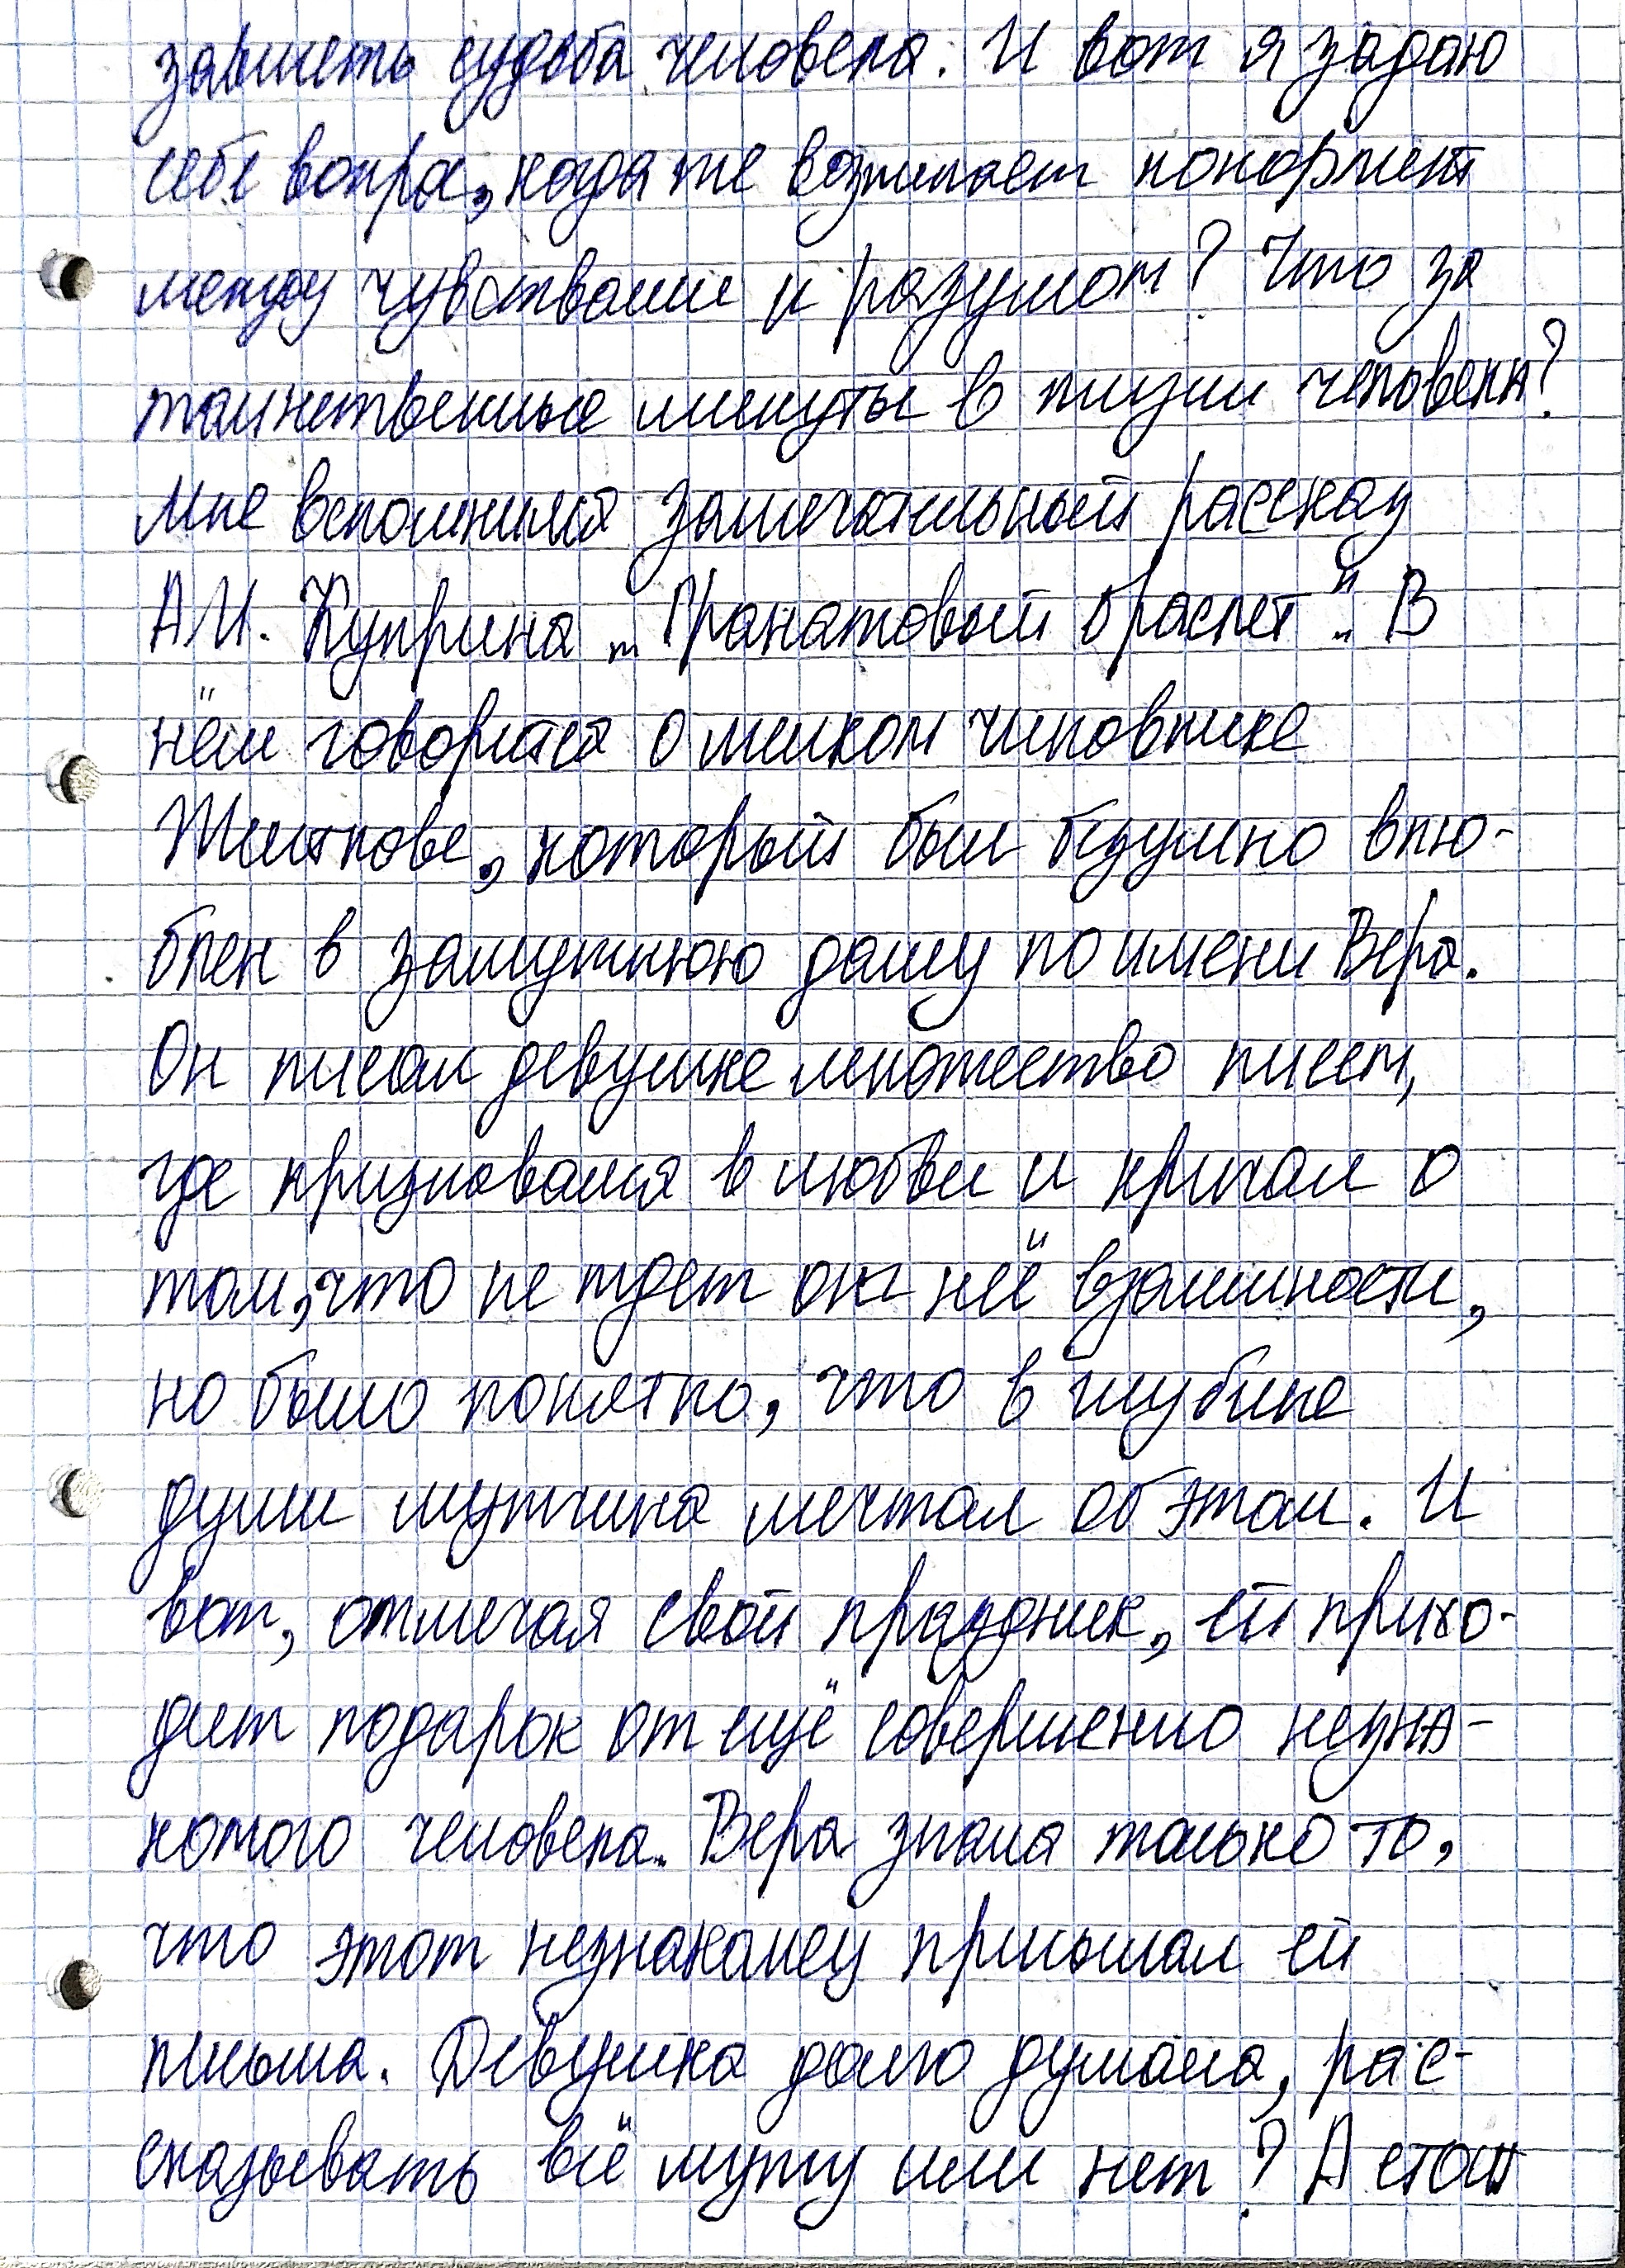 зависеть судьба человека. И вот я задаю
себе вопрос, когда же возникает конфликт
между чувствами и разумом? Что за
таинственные минуты в жизни человека?
Мне вспомнился замечательный рассказ
А.И. Куприна „Гранатовый браслет". В
нём говорится о мелком чиновнике
Желткове, который был безумно влю-
блен в замужнюю даму по имени Вера.
Он писал девушке множество писем,
где признавался в любви и кричал о
том, что не ждет от неё взаимности,
но было понятно, что в глубине
души мужчина мечтал об этом. И
вот, отмечая свой праздник, ей прихо-
дит подарок от ещё совершенно незна-
комого человека. Вера знала только то,
что этот незнакомец присылал ей
письма. Девушка долго думала, рас-
сказывать всё мужу или нет? А стоит